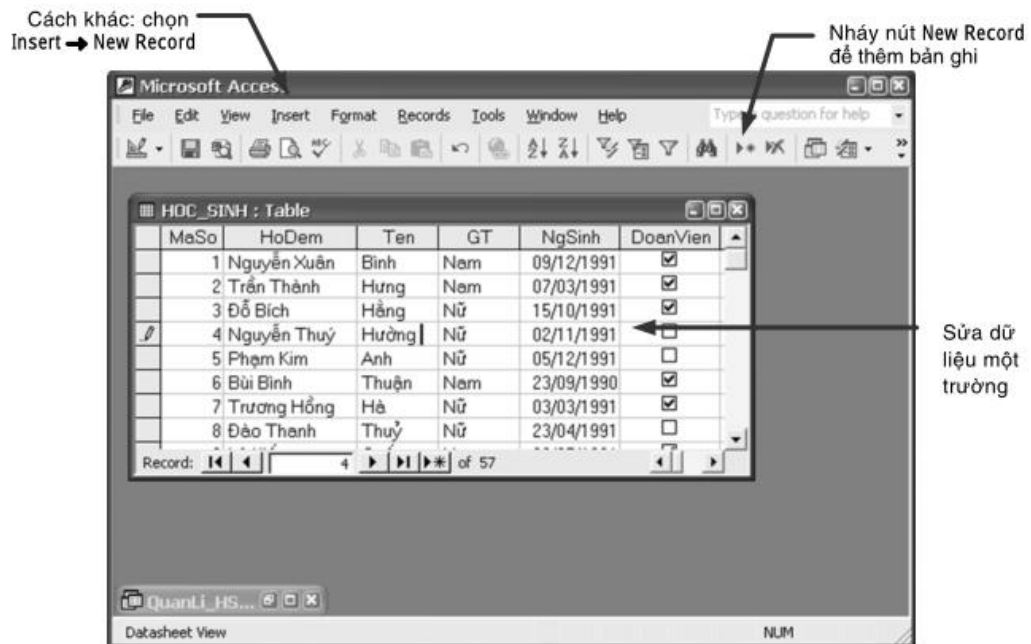 Cách khác: chọn
Insert → New Record
Nháy nút New Record
để thêm bản ghi
Microsoft Access
File Edit View Insert Format Records Tools Window Help
question for help
HOC_SINH : Table
MaSo HoDem Ten GT NgSinh DoanVien
1 Nguyễn Xuân Bình Nam 09/12/1991
2 Trần Thành Hưng Nam 07/03/1991
3 Đỗ Bích Hằng Nữ 15/10/1991
4 Nguyễn Thuý Hường Nữ 02/11/1991
5 Phạm Kim Anh Nữ 05/12/1991
6 Bùi Bình Thuận Nam 23/09/1990
7 Trương Hồng Hà Nữ 03/03/1991
8 Đào Thanh Thuỷ Nữ 23/04/1991
Record: 4 of 57
Sửa dữ
liệu một
trường
QuanLi_HS...
Datasheet View NUM